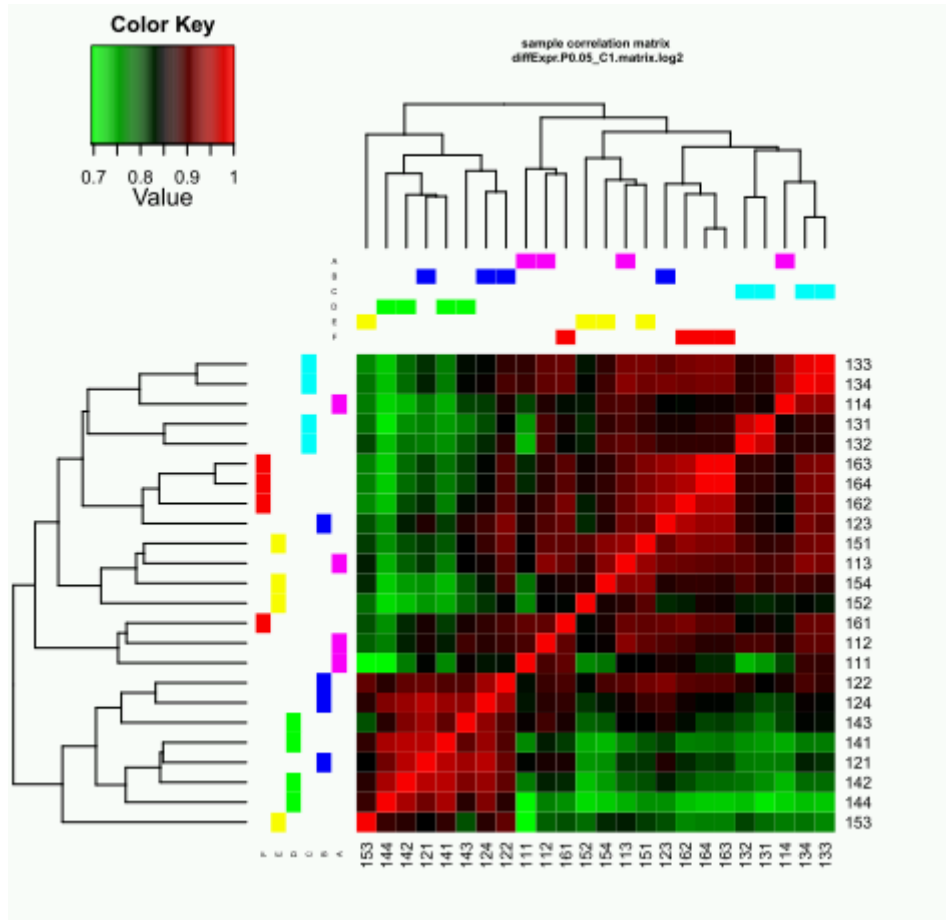 Color Key
0.7 0.8 0.9 1
Value
sample correlation matrix
diffExpr.P0.05_C1.matrix.log2
A
B
C
D
E
F
133
134
114
131
132
163
164
162
123
151
113
154
152
161
112
111
122
124
143
141
121
142
144
153
F E D C B A
153 144 142 121 141 143 124 122 111 112 161 152 154 113 151 123 162 164 163 132 131 114 134 133